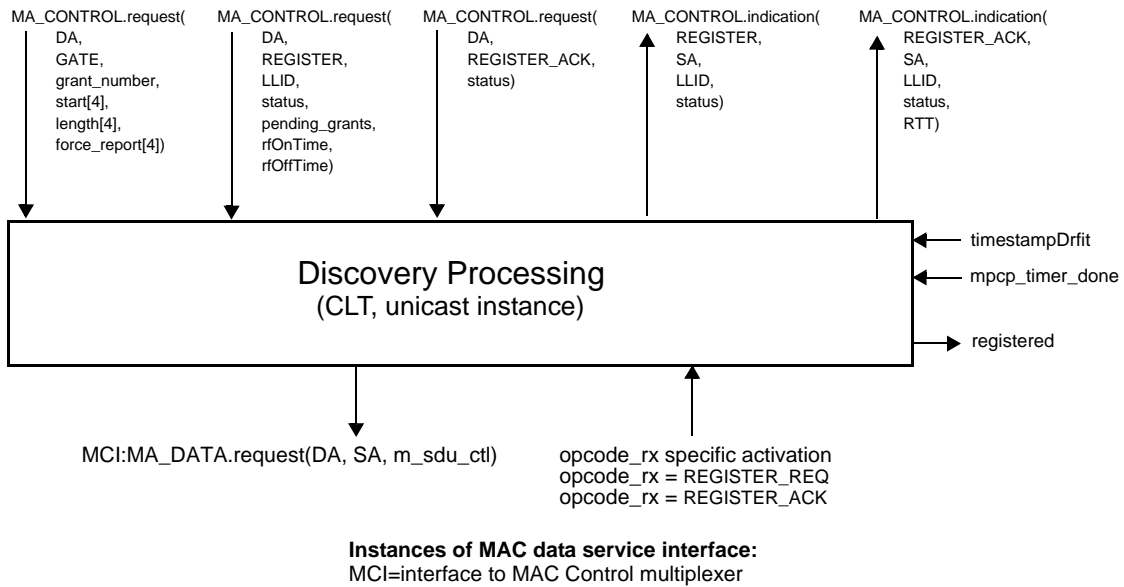 MA_CONTROL.request(
DA,
GATE,
grant_number,
start[4],
length[4],
force_report[4])
MA_CONTROL.request(
DA,
REGISTER,
LLID,
status,
pending_grants,
rfOnTime,
rfOffTime)
MA_CONTROL.request(
DA,
REGISTER_ACK,
status)
MA_CONTROL.indication(
REGISTER,
SA,
LLID,
status)
MA_CONTROL.indication(
REGISTER_ACK,
SA,
LLID,
status,
RTT)
Discovery Processing
(CLT, unicast instance)
timestampDrfit
mpcp_timer_done
registered
MCI:MA_DATA.request(DA, SA, m_sdu_ctl)
opcode_rx specific activation
opcode_rx = REGISTER_REQ
opcode_rx = REGISTER_ACK
Instances of MAC data service interface:
MCI=interface to MAC Control multiplexer